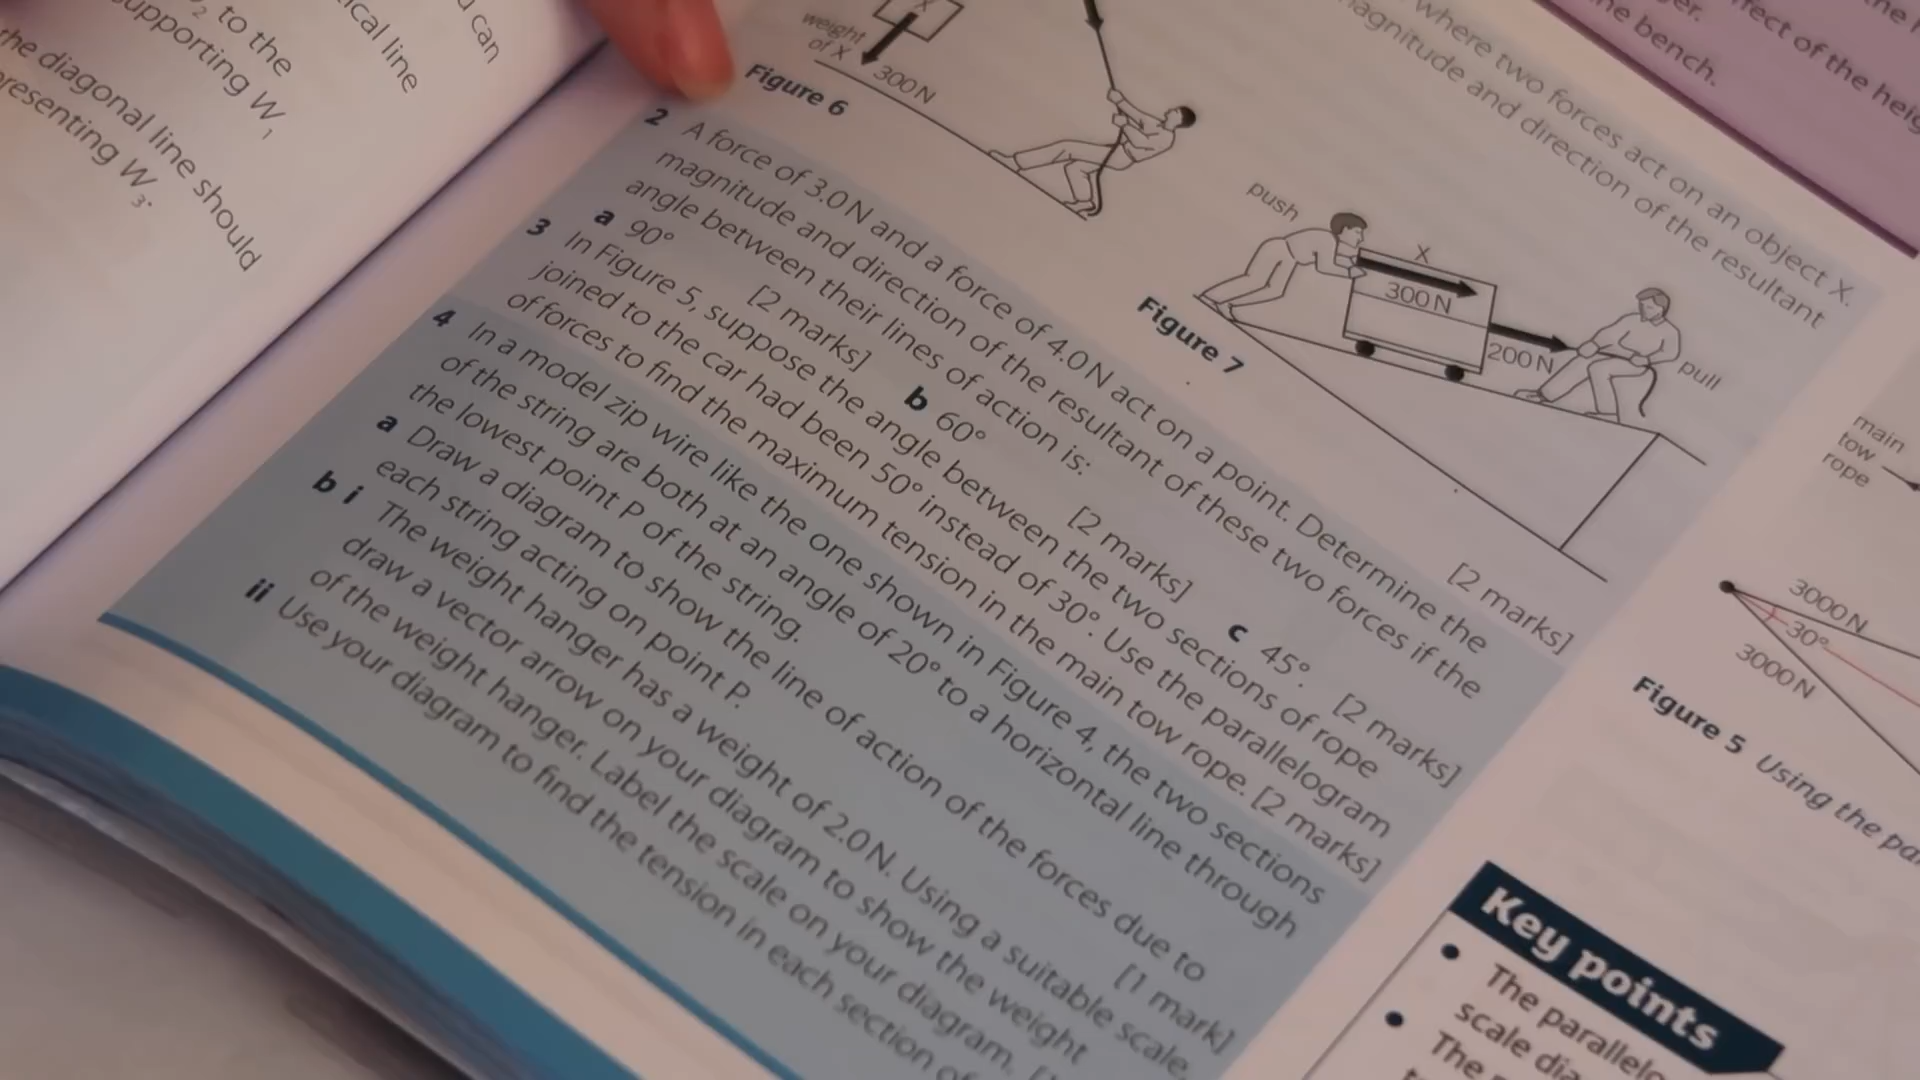 u can
tical line
O₂ to the
supporting W₁
the diagonal line should
presenting W₃.
weight
of X
X
300 N
Figure 6
where two forces act on an object X.
magnitude and direction of the resultant
[2 marks]
push
X
300 N
200 N
pull
Figure 7
2 A force of 3.0 N and a force of 4.0 N act on a point. Determine the
magnitude and direction of the resultant of these two forces if the
angle between their lines of action is:
a 90° [2 marks] b 60° [2 marks] c 45°. [2 marks]
3 In Figure 5, suppose the angle between the two sections of rope
joined to the car had been 50° instead of 30°. Use the parallelogram
of forces to find the maximum tension in the main tow rope. [2 marks]
4 In a model zip wire like the one shown in Figure 4, the two sections
of the string are both at an angle of 20° to a horizontal line through
the lowest point P of the string.
a Draw a diagram to show the line of action of the forces due to
each string acting on point P. [1 mark]
b i The weight hanger has a weight of 2.0 N. Using a suitable scale,
draw a vector arrow on your diagram to show the weight
of the weight hanger. Label the scale on your diagram.
ii Use your diagram to find the tension in each section of
ger.
the bench.
ffect of the heig
main
tow
rope
3000 N
30°
3000 N
Figure 5 Using the pa
Key points
• The parallelo
scale dia
• The